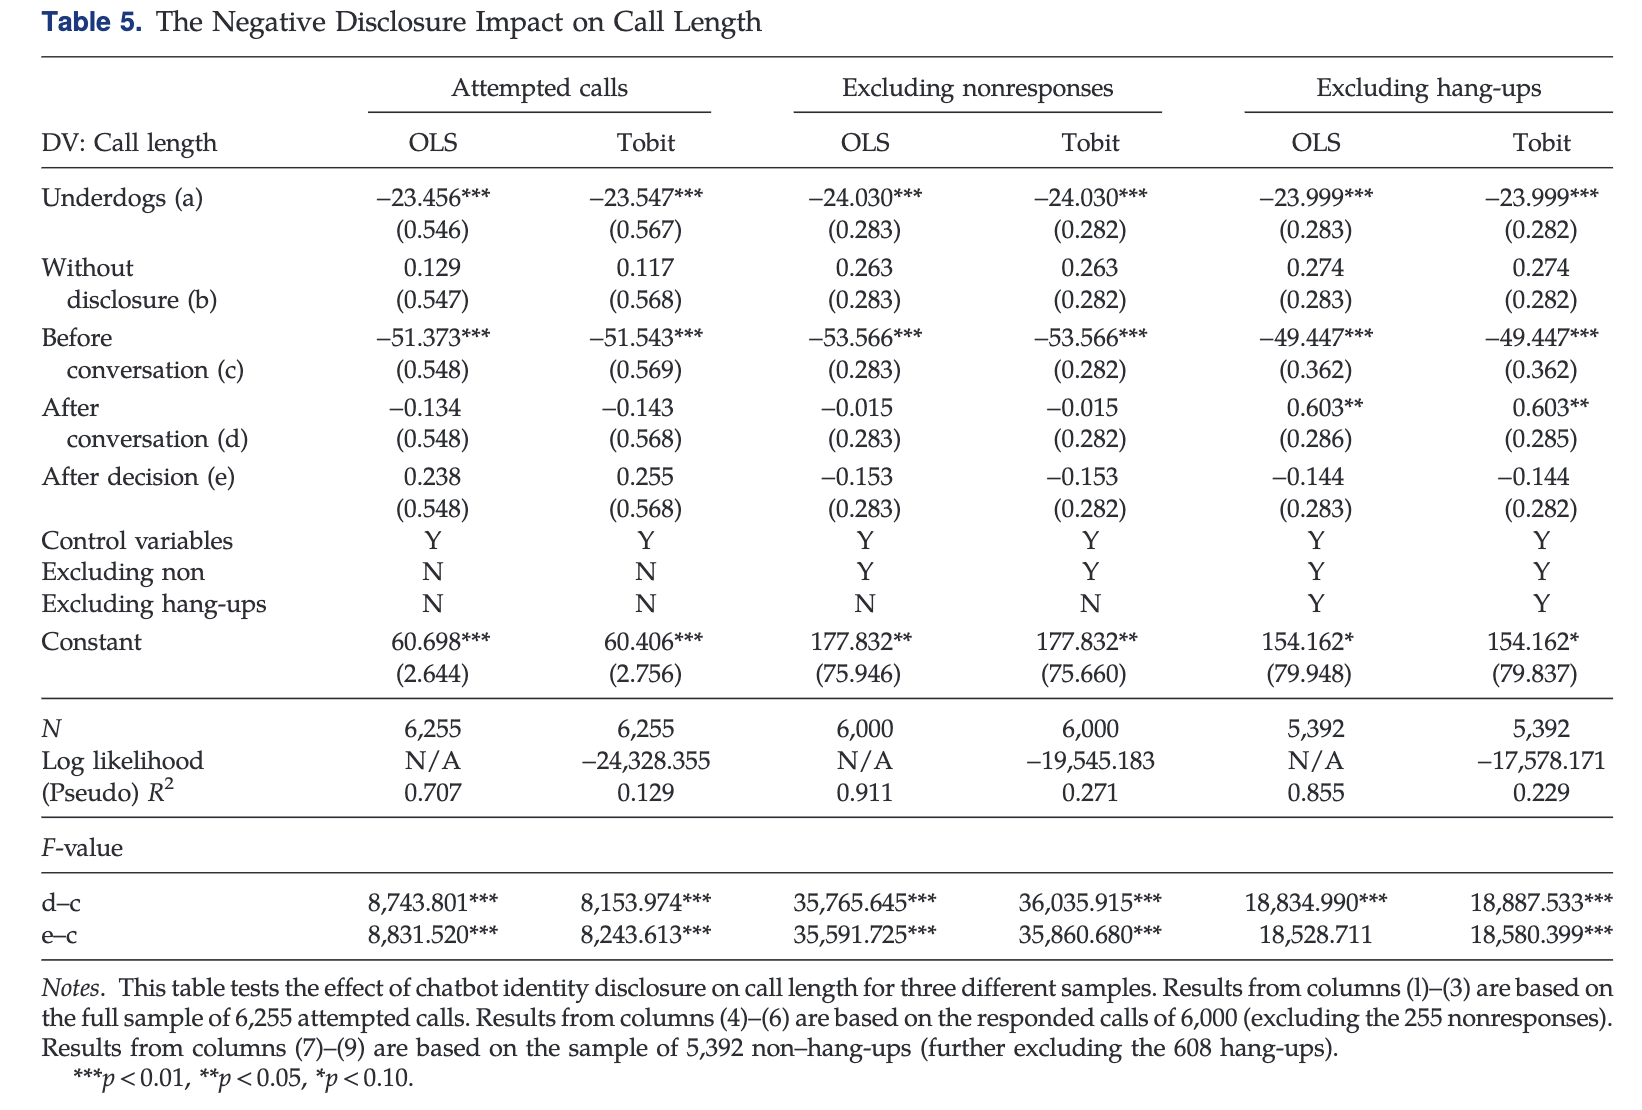 Table 5. The Negative Disclosure Impact on Call Length
Attempted calls Excluding nonresponses Excluding hang-ups
DV: Call length OLS Tobit OLS Tobit OLS Tobit
Underdogs (a) –23.456*** –23.547*** –24.030*** –24.030*** –23.999*** –23.999***
(0.546) (0.567) (0.283) (0.282) (0.283) (0.282)
Without 0.129 0.117 0.263 0.263 0.274 0.274
disclosure (b) (0.547) (0.568) (0.283) (0.282) (0.283) (0.282)
Before –51.373*** –51.543*** –53.566*** –53.566*** –49.447*** –49.447***
conversation (c) (0.548) (0.569) (0.283) (0.282) (0.362) (0.362)
After –0.134 –0.143 –0.015 –0.015 0.603** 0.603**
conversation (d) (0.548) (0.568) (0.283) (0.282) (0.286) (0.285)
After decision (e) 0.238 0.255 –0.153 –0.153 –0.144 –0.144
(0.548) (0.568) (0.283) (0.282) (0.283) (0.282)
Control variables Y Y Y Y Y Y
Excluding non N N Y Y Y Y
Excluding hang-ups N N N N Y Y
Constant 60.698*** 60.406*** 177.832** 177.832** 154.162* 154.162*
(2.644) (2.756) (75.946) (75.660) (79.948) (79.837)
N 6,255 6,255 6,000 6,000 5,392 5,392
Log likelihood N/A –24,328.355 N/A –19,545.183 N/A –17,578.171
(Pseudo) R² 0.707 0.129 0.911 0.271 0.855 0.229
F-value
d–c 8,743.801*** 8,153.974*** 35,765.645*** 36,035.915*** 18,834.990*** 18,887.533***
e–c 8,831.520*** 8,243.613*** 35,591.725*** 35,860.680*** 18,528.711 18,580.399***
Notes. This table tests the effect of chatbot identity disclosure on call length for three different samples. Results from columns (l)–(3) are based on
the full sample of 6,255 attempted calls. Results from columns (4)–(6) are based on the responded calls of 6,000 (excluding the 255 nonresponses).
Results from columns (7)–(9) are based on the sample of 5,392 non–hang-ups (further excluding the 608 hang-ups).
***p < 0.01, **p < 0.05, *p < 0.10.